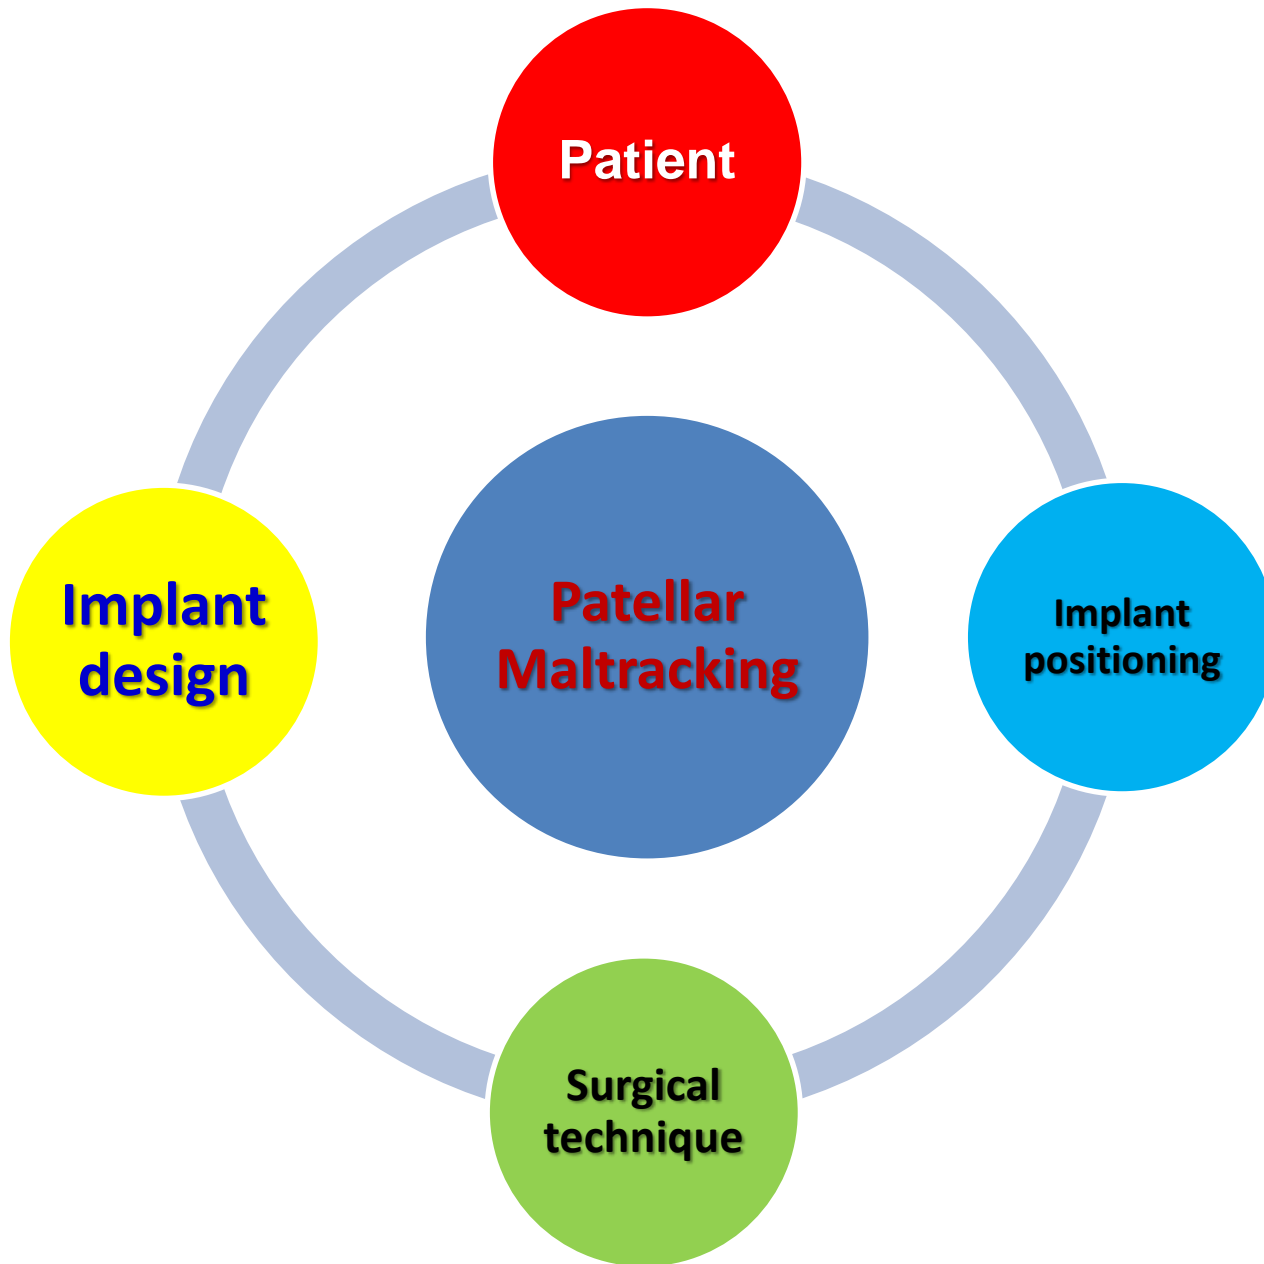 Patient
Implant
design
Patellar
Maltracking
Implant
positioning
Surgical
technique